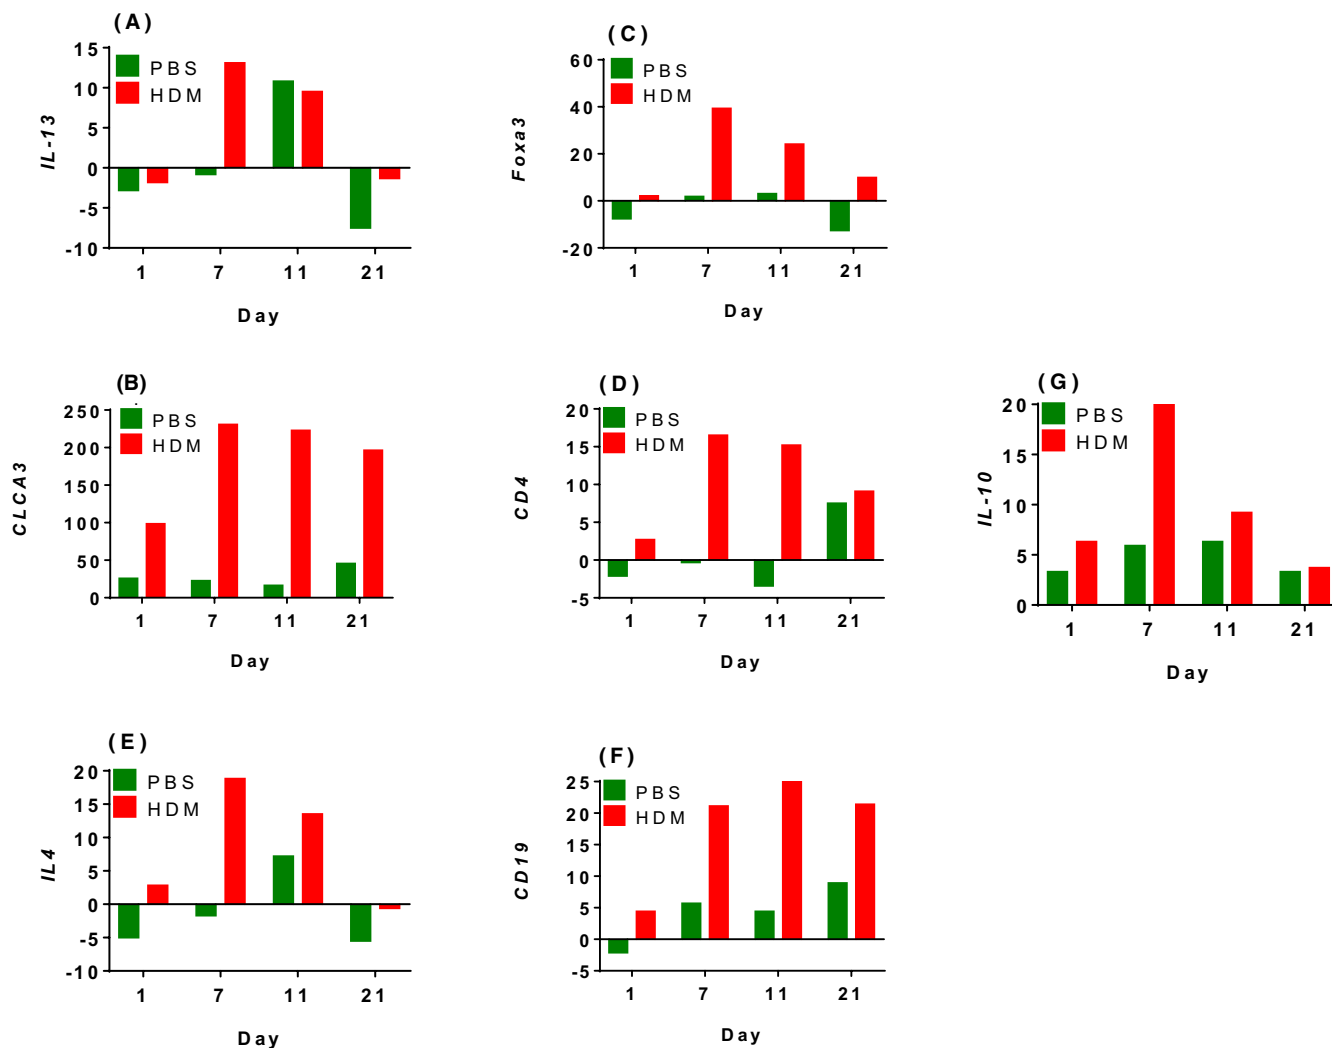 (A)
IL-13
15
10
5
0
-5
-10
PBS
HDM
1 7 11 21
Day
(C)
Foxa3
60
40
20
0
-20
PBS
HDM
1 7 11 21
Day
(B)
CLCA3
250
200
150
100
50
0
PBS
HDM
1 7 11 21
Day
(D)
CD4
20
15
10
5
0
-5
PBS
HDM
1 7 11 21
Day
(G)
IL-10
20
15
10
5
0
PBS
HDM
1 7 11 21
Day
(E)
IL4
20
15
10
5
0
-5
-10
PBS
HDM
1 7 11 21
Day
(F)
CD19
25
20
15
10
5
0
-5
PBS
HDM
1 7 11 21
Day